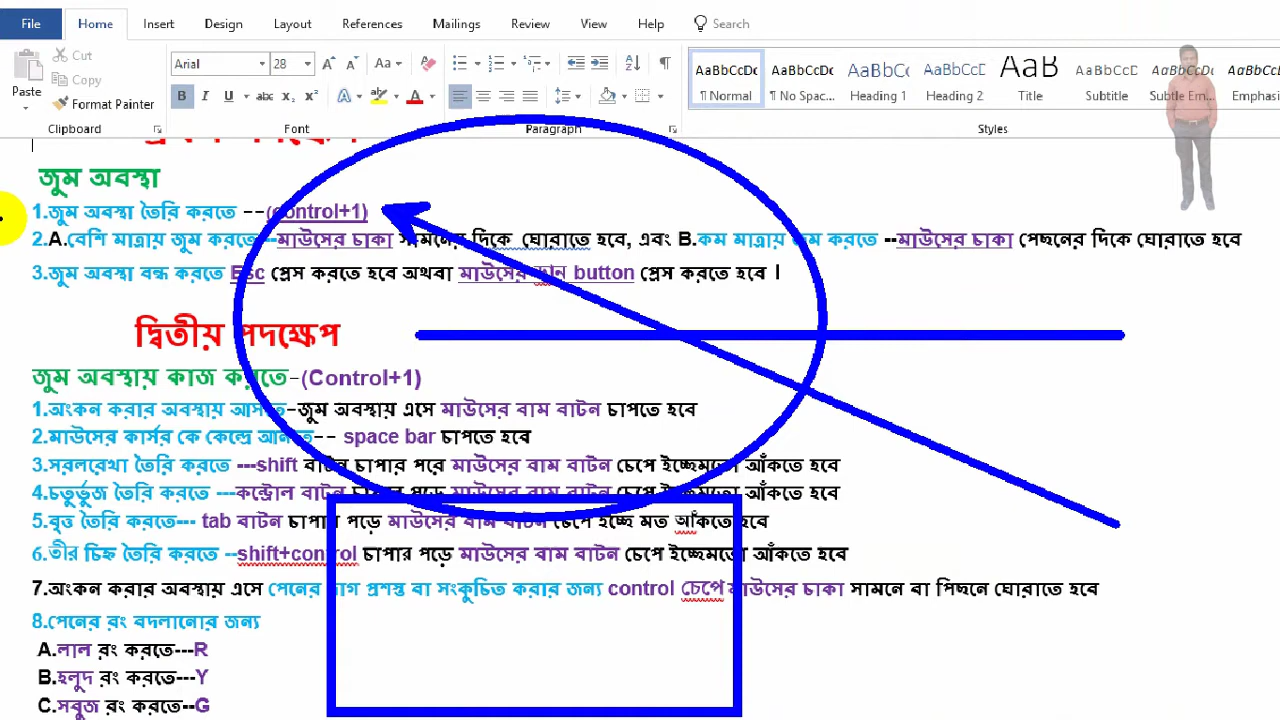 File Home Insert Design Layout References Mailings Review View Help Search
Cut
Copy
Paste
Format Painter
Arial 28
AaBbCcDc AaBbCcDc AaBbCc AaBbCcE AaB AaBbCcD AaBbCcDc AaBbCcDc
¶ Normal ¶ No Spac... Heading 1 Heading 2 Title Subtitle Subtle Em... Emphasi
Clipboard Font Paragraph Styles
জুম অবস্থা
1.জুম অবস্থা তৈরি করতে --(control+1)
2.A.বেশি মাত্রায় জুম করতে--মাউসের চাকা সামনের দিকে ঘোরাতে হবে, এবং B.কম মাত্রায় জুম করতে --মাউসের চাকা পেছনের দিকে ঘোরাতে হবে
3.জুম অবস্থা বন্ধ করতে Esc প্রেস করতে হবে অথবা মাউসের ডান button প্রেস করতে হবে ।
দ্বিতীয় পদক্ষেপ
জুম অবস্থায় কাজ করতে-(Control+1)
1.অংকন করার অবস্থায় আসতে-জুম অবস্থায় এসে মাউসের বাম বাটন চাপতে হবে
2.মাউসের কার্সর কে কেন্দ্রে আনতে-- space bar চাপতে হবে
3.সরলরেখা তৈরি করতে ---shift বাটন চাপার পরে মাউসের বাম বাটন চেপে ইচ্ছেমতো আঁকতে হবে
4.চতুর্ভুজ তৈরি করতে ---কন্ট্রোল বাটন চাপার পড়ে মাউসের বাম বাটন চেপে ইচ্ছেমতো আঁকতে হবে
5.বৃত্ত তৈরি করতে--- tab বাটন চাপার পড়ে মাউসের বাম বাটন চেপে ইচ্ছে মত আঁকতে হবে
6.তীর চিহ্ন তৈরি করতে --shift+control চাপার পড়ে মাউসের বাম বাটন চেপে ইচ্ছেমতো আঁকতে হবে
7.অংকন করার অবস্থায় এসে পেনের দাগ প্রশস্ত বা সংকুচিত করার জন্য control চেপে মাউসের চাকা সামনে বা পিছনে ঘোরাতে হবে
8.পেনের রং বদলানোর জন্য
A.লাল রং করতে---R
B.হলুদ রং করতে---Y
C.সবুজ রং করতে--G